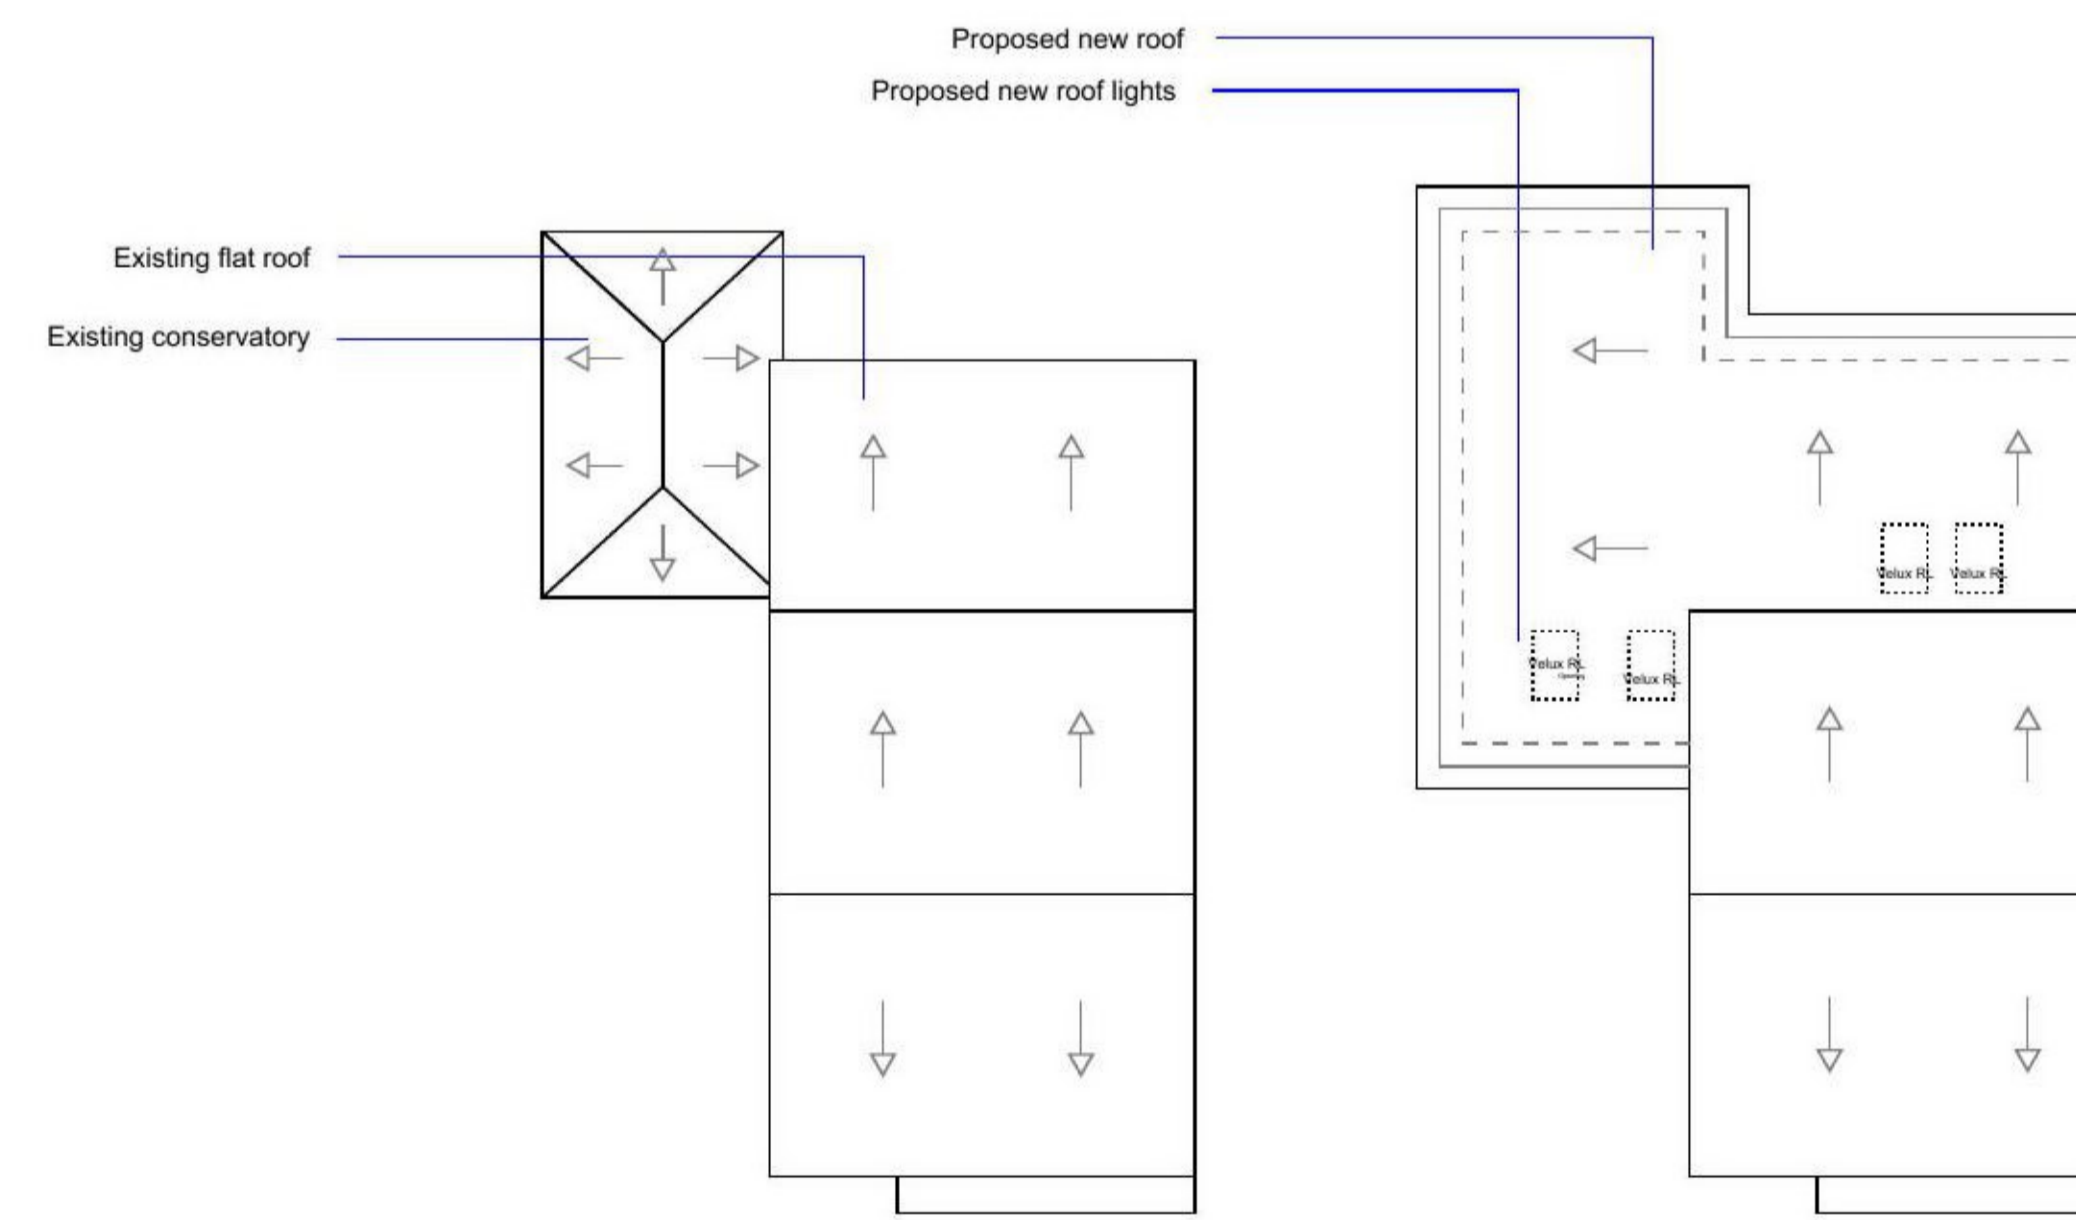 Proposed new roof
Proposed new roof lights
Existing flat roof
Existing conservatory
Velux RL
Velux RL
Velux RL
Opening
Velux RL